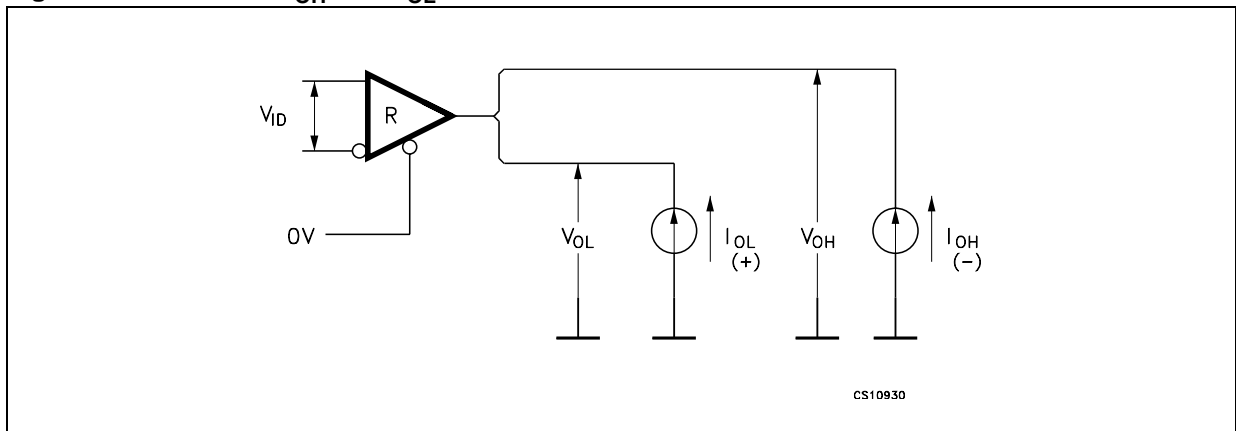 V_ID
R
0V
V_OL
I_OL
(+)
V_OH
I_OH
(-)
CS10930